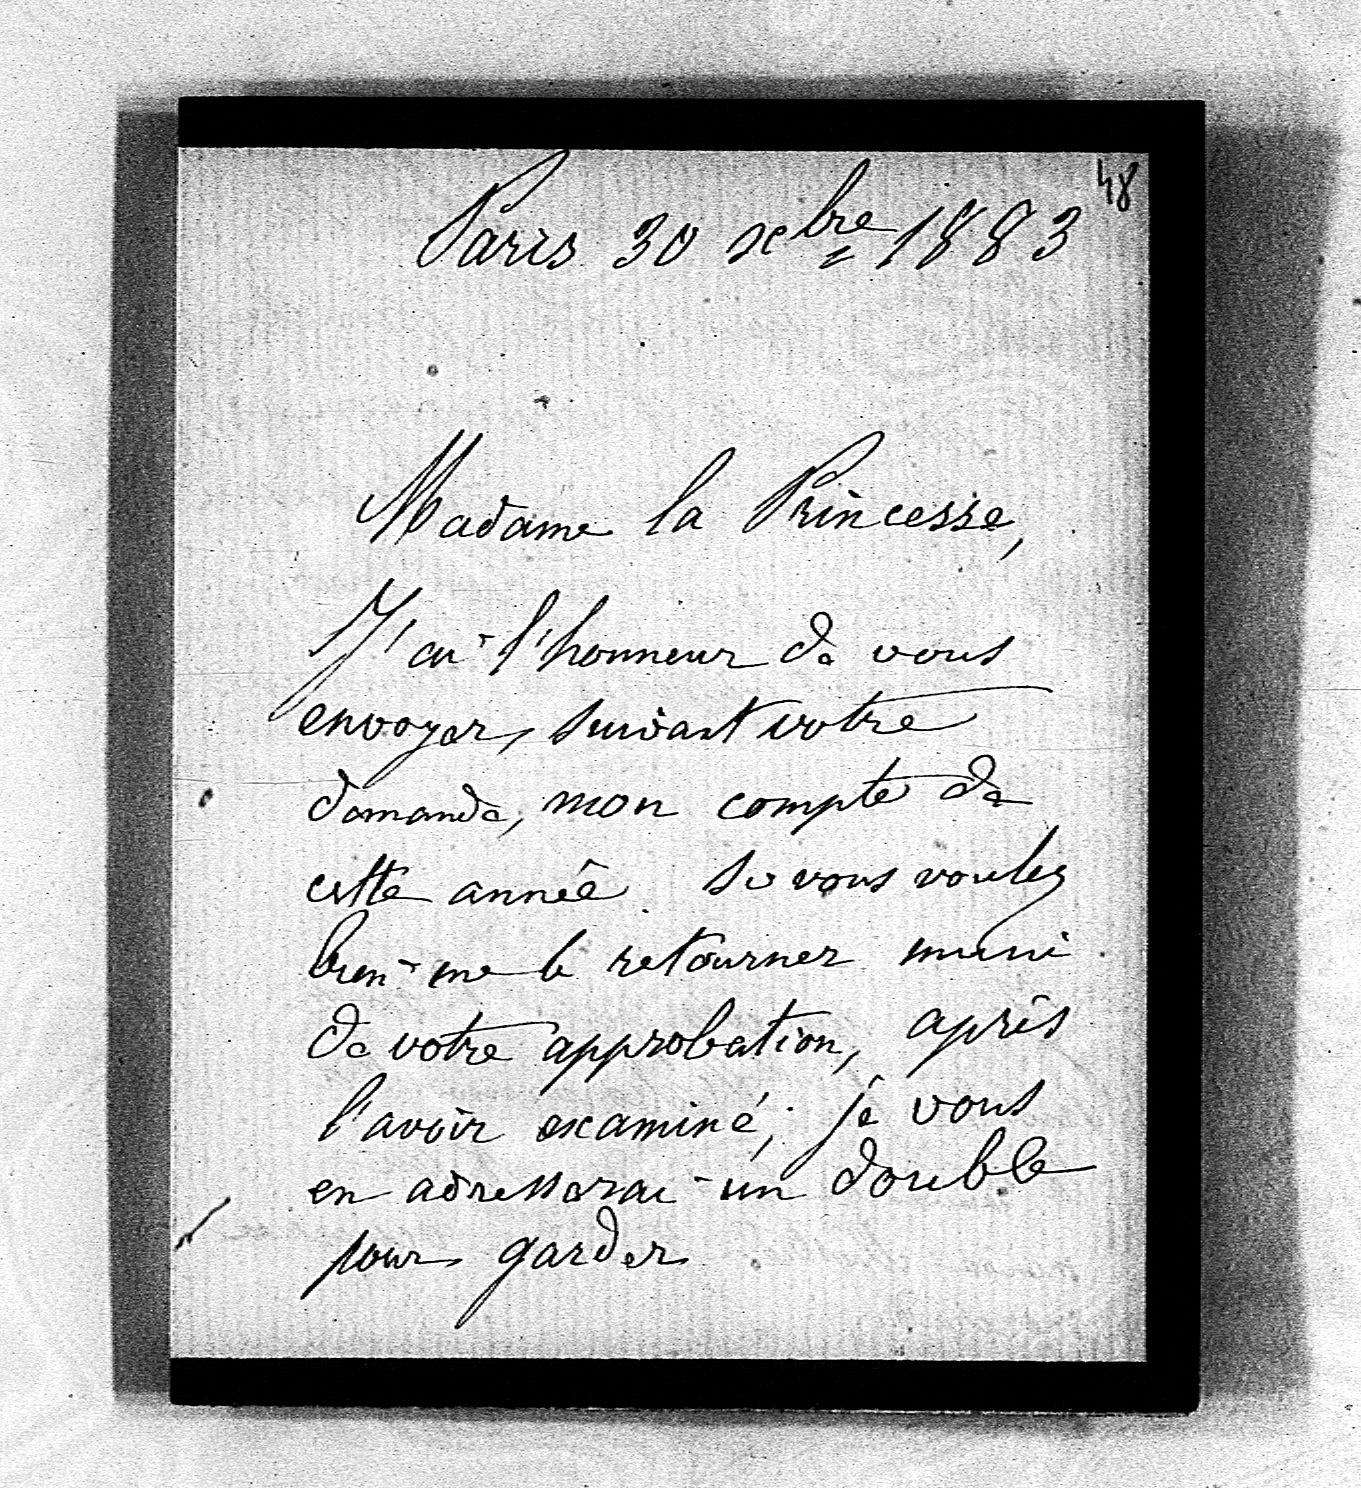 48
Paris 30 xbre 1883
Madame la Princesse,
J'ai l'honneur de vous
envoyer, suivant votre
demande, mon compte de
cette année. Si vous voulez
bien me le retourner muni
de votre approbation, après
l'avoir examiné, je vous
en adresserai un double
pour garder